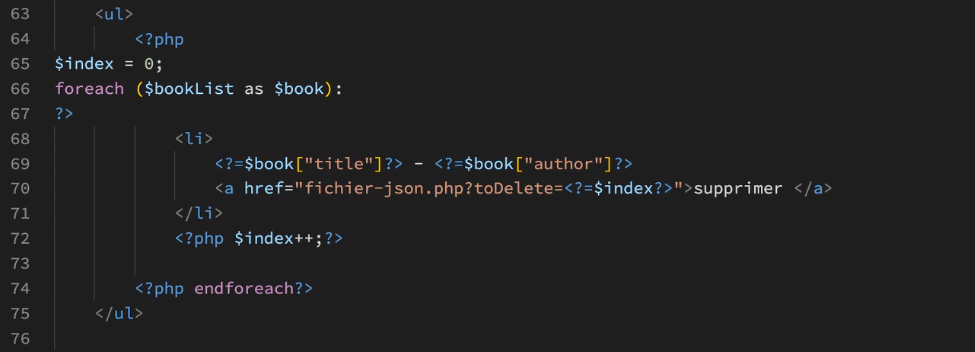 63 <ul>
64 <?php
65 $index = 0;
66 foreach ($bookList as $book):
67 ?>
68 <li>
69 <?=$book["title"]?> - <?=$book["author"]?>
70 <a href="fichier-json.php?toDelete=<?=$index?>">supprimer </a>
71 </li>
72 <?php $index++;?>
73
74 <?php endforeach?>
75 </ul>
76